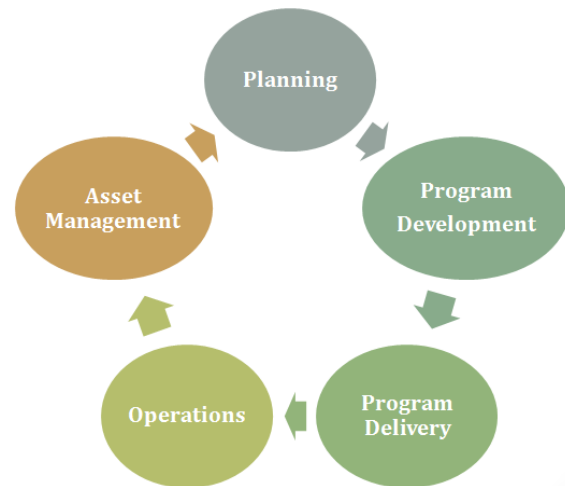 Planning
Program
Development
Program
Delivery
Operations
Asset
Management